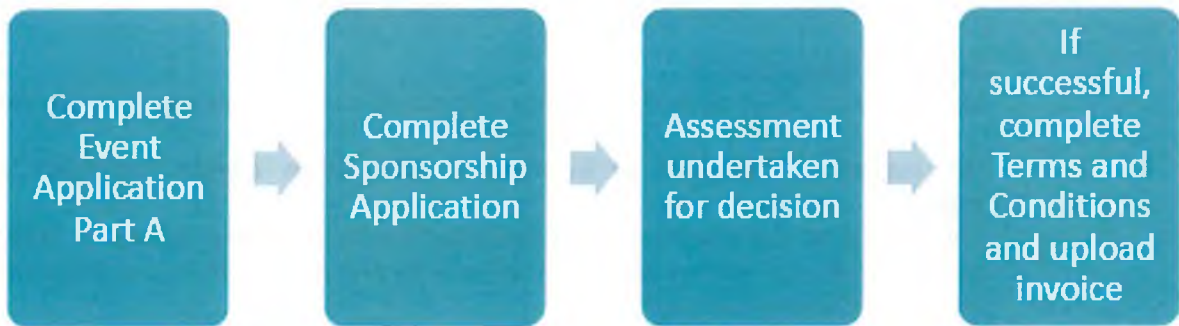 Complete
Event
Application
Part A
Complete
Sponsorship
Application
Assessment
undertaken
for decision
If
successful,
complete
Terms and
Conditions
and upload
invoice